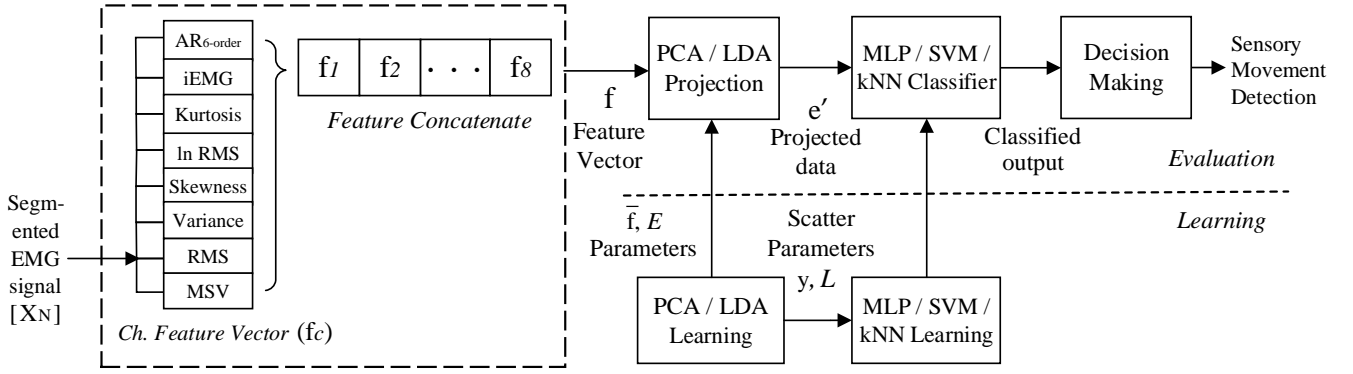 Segm-
ented
EMG
signal
[XN]
AR6-order
iEMG
Kurtosis
ln RMS
Skewness
Variance
RMS
MSV
Ch. Feature Vector (fc)
f1 f2 . . . f8
Feature Concatenate
f
Feature
Vector
PCA / LDA
Projection
e′
Projected
data
MLP / SVM /
kNN Classifier
Classified
output
Decision
Making
Sensory
Movement
Detection
Evaluation
Learning
f̅, E
Parameters
PCA / LDA
Learning
Scatter
Parameters
y, L
MLP / SVM /
kNN Learning